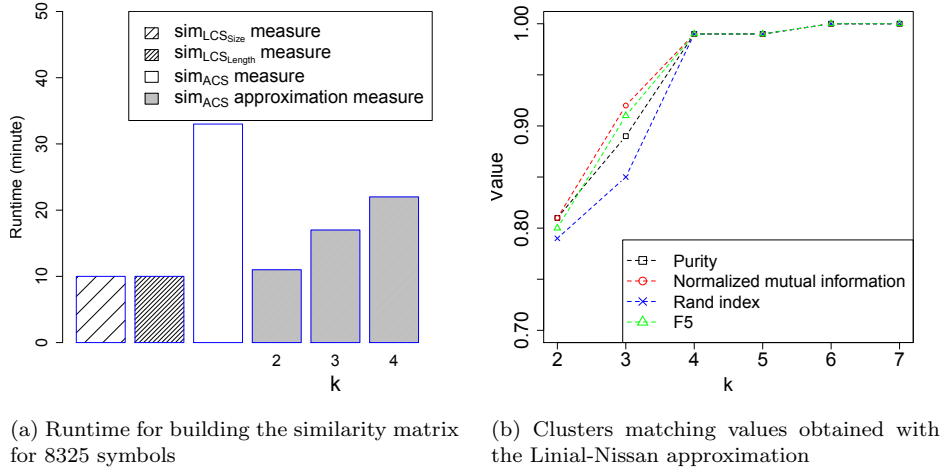 50
40
30
20
10
0
Runtime (minute)
simLCSSize measure
simLCSLength measure
simACS measure
simACS approximation measure
2 3 4
k
(a) Runtime for building the similarity matrix
for 8325 symbols
1.00
0.90
0.80
0.70
value
Purity
Normalized mutual information
Rand index
F5
2 3 4 5 6 7
k
(b) Clusters matching values obtained with
the Linial-Nissan approximation